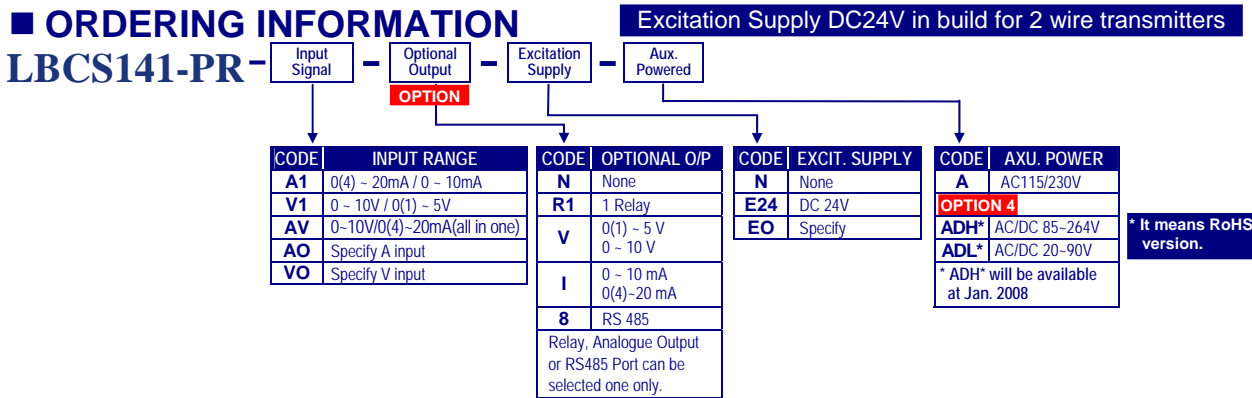 ■ ORDERING INFORMATION
Excitation Supply DC24V in build for 2 wire transmitters
LBCS141-PR – Input Signal – Optional Output – Excitation Supply – Aux. Powered
OPTION
CODE INPUT RANGE
A1 0(4) ~ 20mA / 0 ~ 10mA
V1 0 ~ 10V / 0(1) ~ 5V
AV 0~10V/0(4)~20mA(all in one)
AO Specify A input
VO Specify V input
CODE OPTIONAL O/P
N None
R1 1 Relay
V 0(1) ~ 5 V
0 ~ 10 V
I 0 ~ 10 mA
0(4)~20 mA
8 RS 485
Relay, Analogue Output
or RS485 Port can be
selected one only.
CODE EXCIT. SUPPLY
N None
E24 DC 24V
EO Specify
CODE AXU. POWER
A AC115/230V
OPTION 4
ADH* AC/DC 85~264V
ADL* AC/DC 20~90V
* ADH* will be available
at Jan. 2008
* It means RoHS
version.